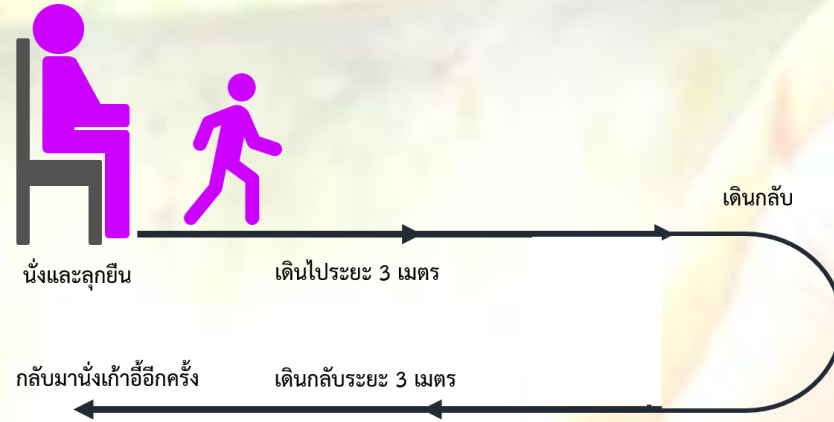 เดินกลับ
นั่งและลุกยืน
เดินไประยะ 3 เมตร
กลับมานั่งเก้าอี้อีกครั้ง
เดินกลับระยะ 3 เมตร